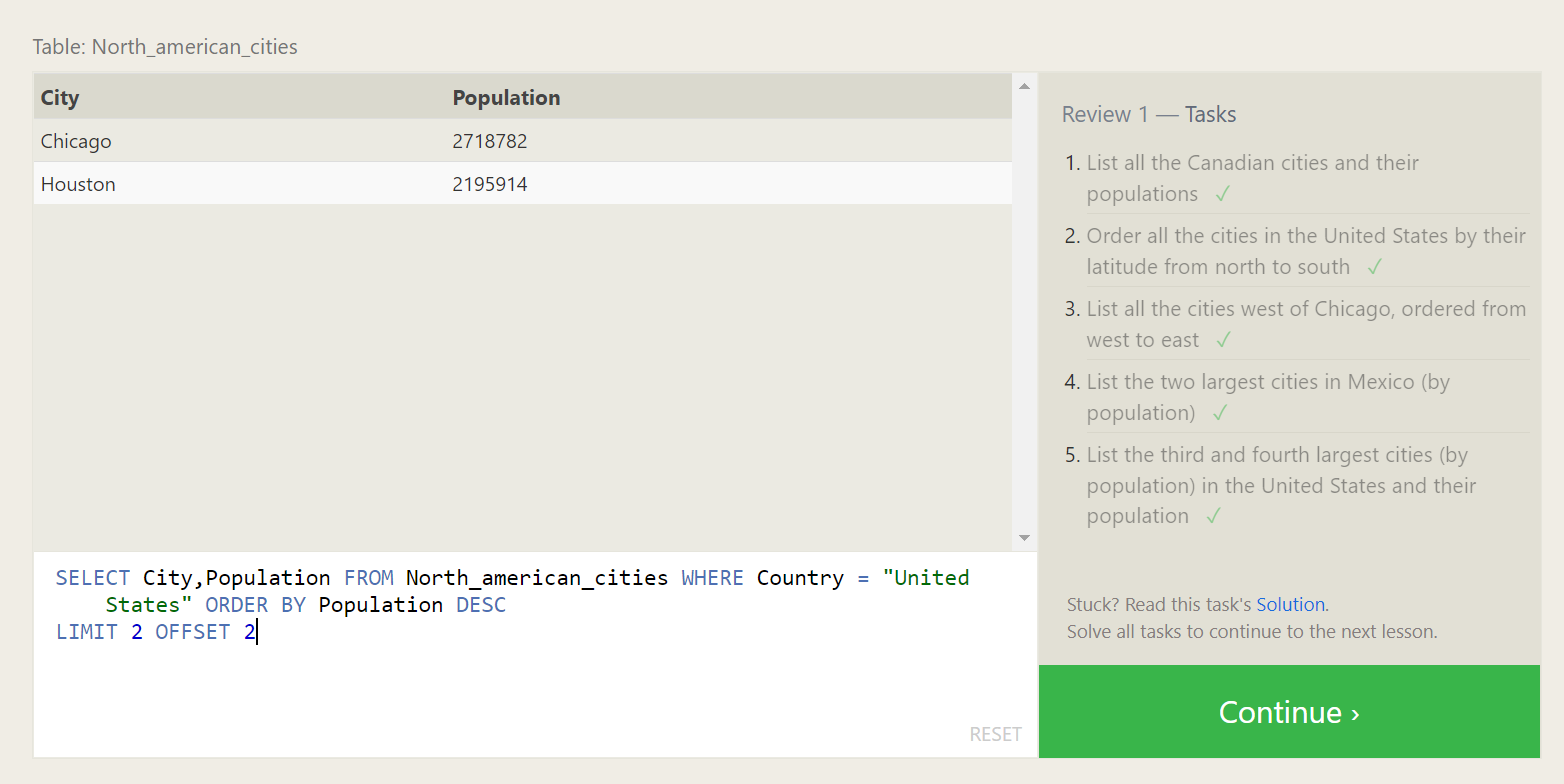 Table: North_american_cities
City Population
Chicago 2718782
Houston 2195914
SELECT City,Population FROM North_american_cities WHERE Country = "United
States" ORDER BY Population DESC
LIMIT 2 OFFSET 2
RESET
Review 1 — Tasks
1. List all the Canadian cities and their
populations ✓
2. Order all the cities in the United States by their
latitude from north to south ✓
3. List all the cities west of Chicago, ordered from
west to east ✓
4. List the two largest cities in Mexico (by
population) ✓
5. List the third and fourth largest cities (by
population) in the United States and their
population ✓
Stuck? Read this task's Solution.
Solve all tasks to continue to the next lesson.
Continue ›